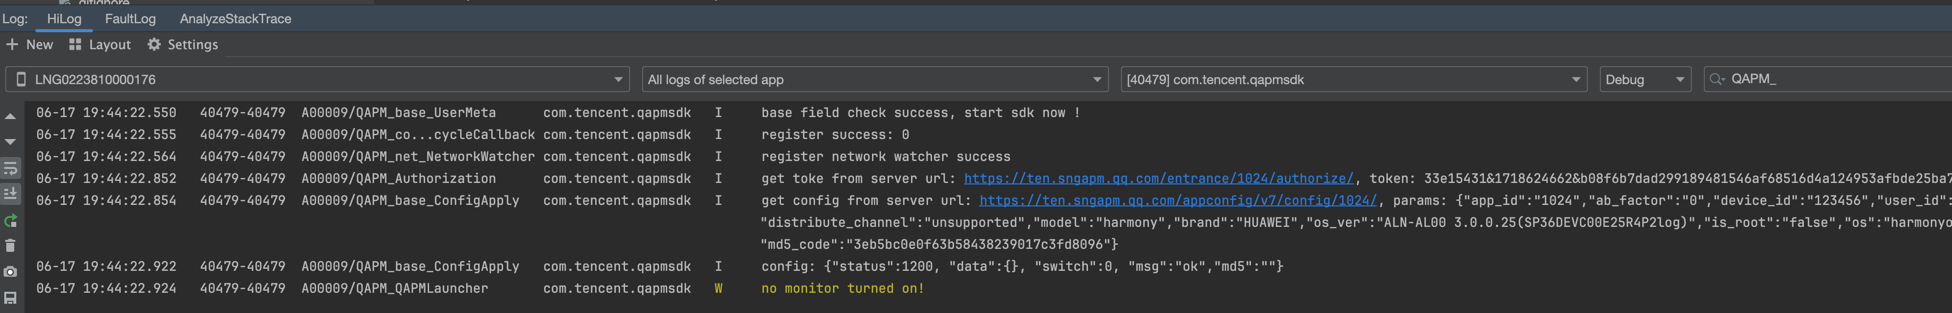 .gitignore
Log: HiLog FaultLog AnalyzeStackTrace
+ New Layout Settings
LNG0223810000176 All logs of selected app [40479] com.tencent.qapmsdk Debug QAPM_
06-17 19:44:22.550 40479-40479 A00009/QAPM_base_UserMeta com.tencent.qapmsdk I base field check success, start sdk now !
06-17 19:44:22.555 40479-40479 A00009/QAPM_co...cycleCallback com.tencent.qapmsdk I register success: 0
06-17 19:44:22.564 40479-40479 A00009/QAPM_net_NetworkWatcher com.tencent.qapmsdk I register network watcher success
06-17 19:44:22.852 40479-40479 A00009/QAPM_Authorization com.tencent.qapmsdk I get toke from server url: https://ten.sngapm.qq.com/entrance/1024/authorize/, token: 33e15431&1718624662&b08f6b7dad299189481546af68516d4a124953afbde25ba7
06-17 19:44:22.854 40479-40479 A00009/QAPM_base_ConfigApply com.tencent.qapmsdk I get config from server url: https://ten.sngapm.qq.com/appconfig/v7/config/1024/, params: {"app_id":"1024","ab_factor":"0","device_id":"123456","user_id":
"distribute_channel":"unsupported","model":"harmony","brand":"HUAWEI","os_ver":"ALN-AL00 3.0.0.25(SP36DEVC00E25R4P2log)","is_root":"false","os":"harmonyo
"md5_code":"3eb5bc0e0f63b58438239017c3fd8096"}
06-17 19:44:22.922 40479-40479 A00009/QAPM_base_ConfigApply com.tencent.qapmsdk I config: {"status":1200, "data":{}, "switch":0, "msg":"ok","md5":""}
06-17 19:44:22.924 40479-40479 A00009/QAPM_QAPMLauncher com.tencent.qapmsdk W no monitor turned on!